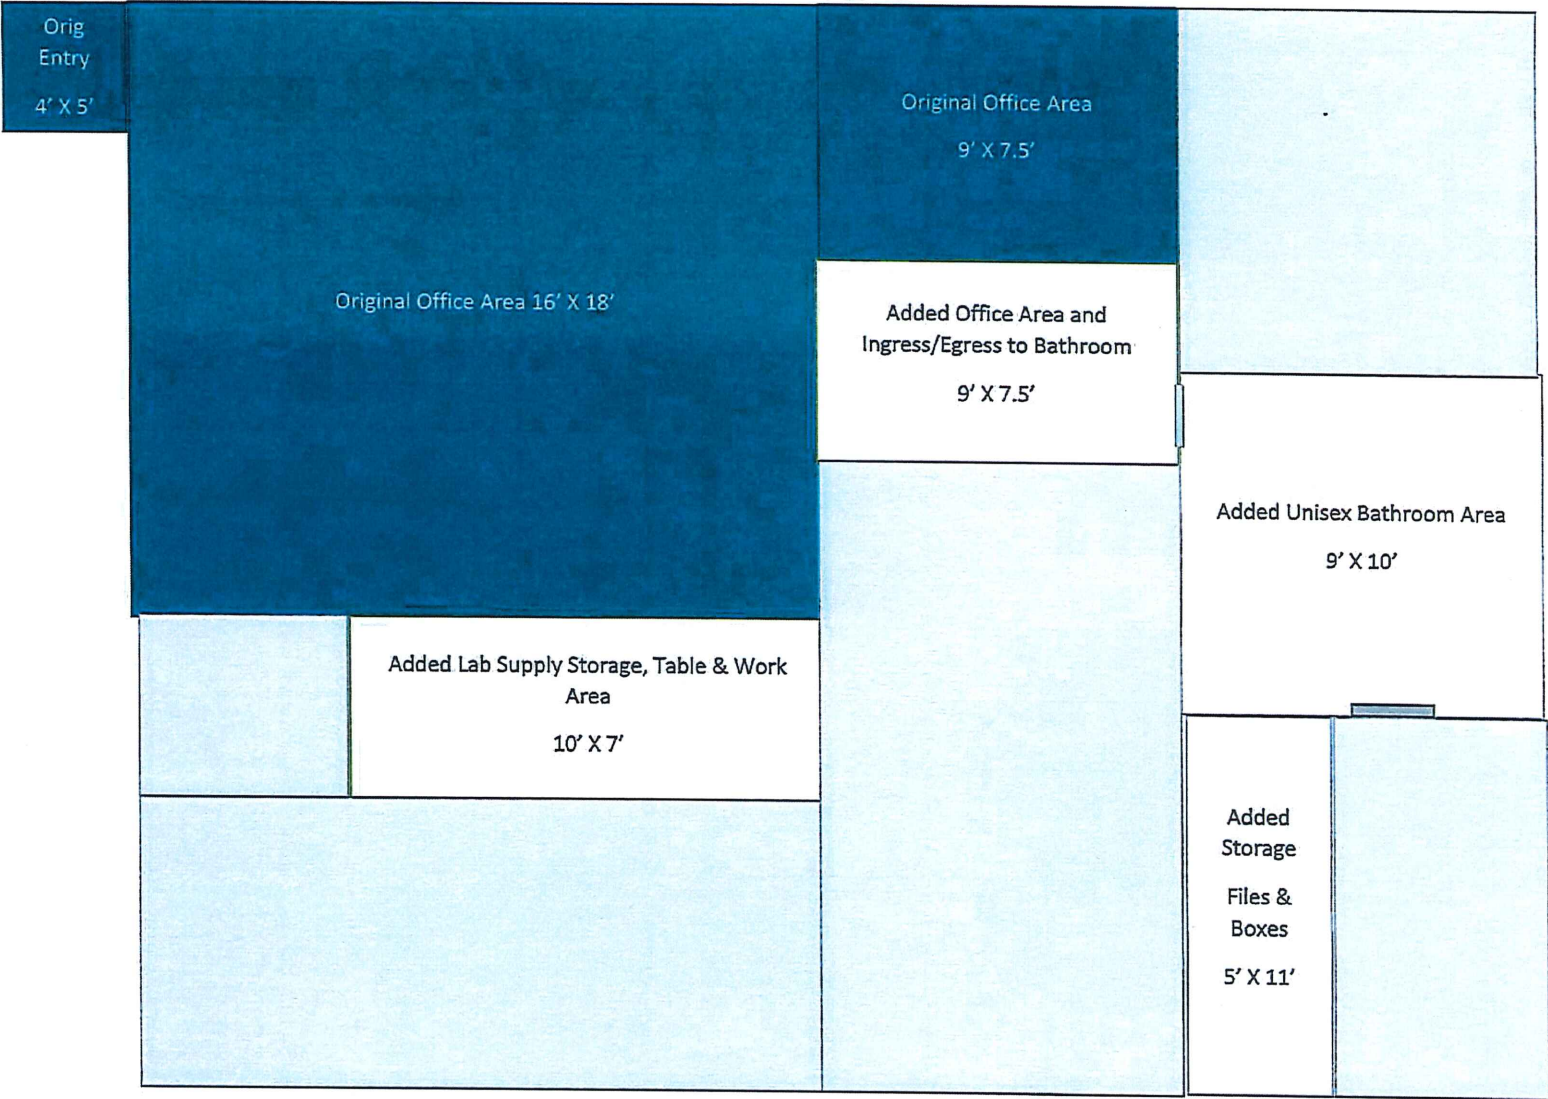 Orig
Entry
4' X 5'
Original Office Area 16' X 18'
Original Office Area
9' X 7.5'
Added Office Area and
Ingress/Egress to Bathroom
9' X 7.5'
Added Unisex Bathroom Area
9' X 10'
Added Lab Supply Storage, Table & Work
Area
10' X 7'
Added
Storage
Files &
Boxes
5' X 11'